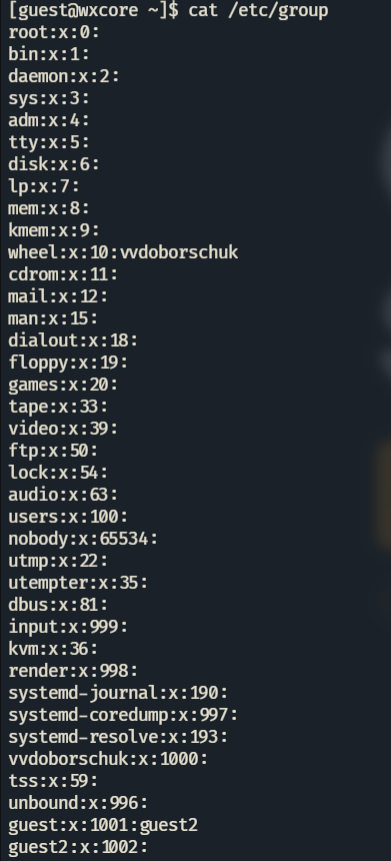 [guest@wxcore ~]$ cat /etc/group
root:x:0:
bin:x:1:
daemon:x:2:
sys:x:3:
adm:x:4:
tty:x:5:
disk:x:6:
lp:x:7:
mem:x:8:
kmem:x:9:
wheel:x:10:vvdoborschuk
cdrom:x:11:
mail:x:12:
man:x:15:
dialout:x:18:
floppy:x:19:
games:x:20:
tape:x:33:
video:x:39:
ftp:x:50:
lock:x:54:
audio:x:63:
users:x:100:
nobody:x:65534:
utmp:x:22:
utempter:x:35:
dbus:x:81:
input:x:999:
kvm:x:36:
render:x:998:
systemd-journal:x:190:
systemd-coredump:x:997:
systemd-resolve:x:193:
vvdoborschuk:x:1000:
tss:x:59:
unbound:x:996:
guest:x:1001:guest2
guest2:x:1002: